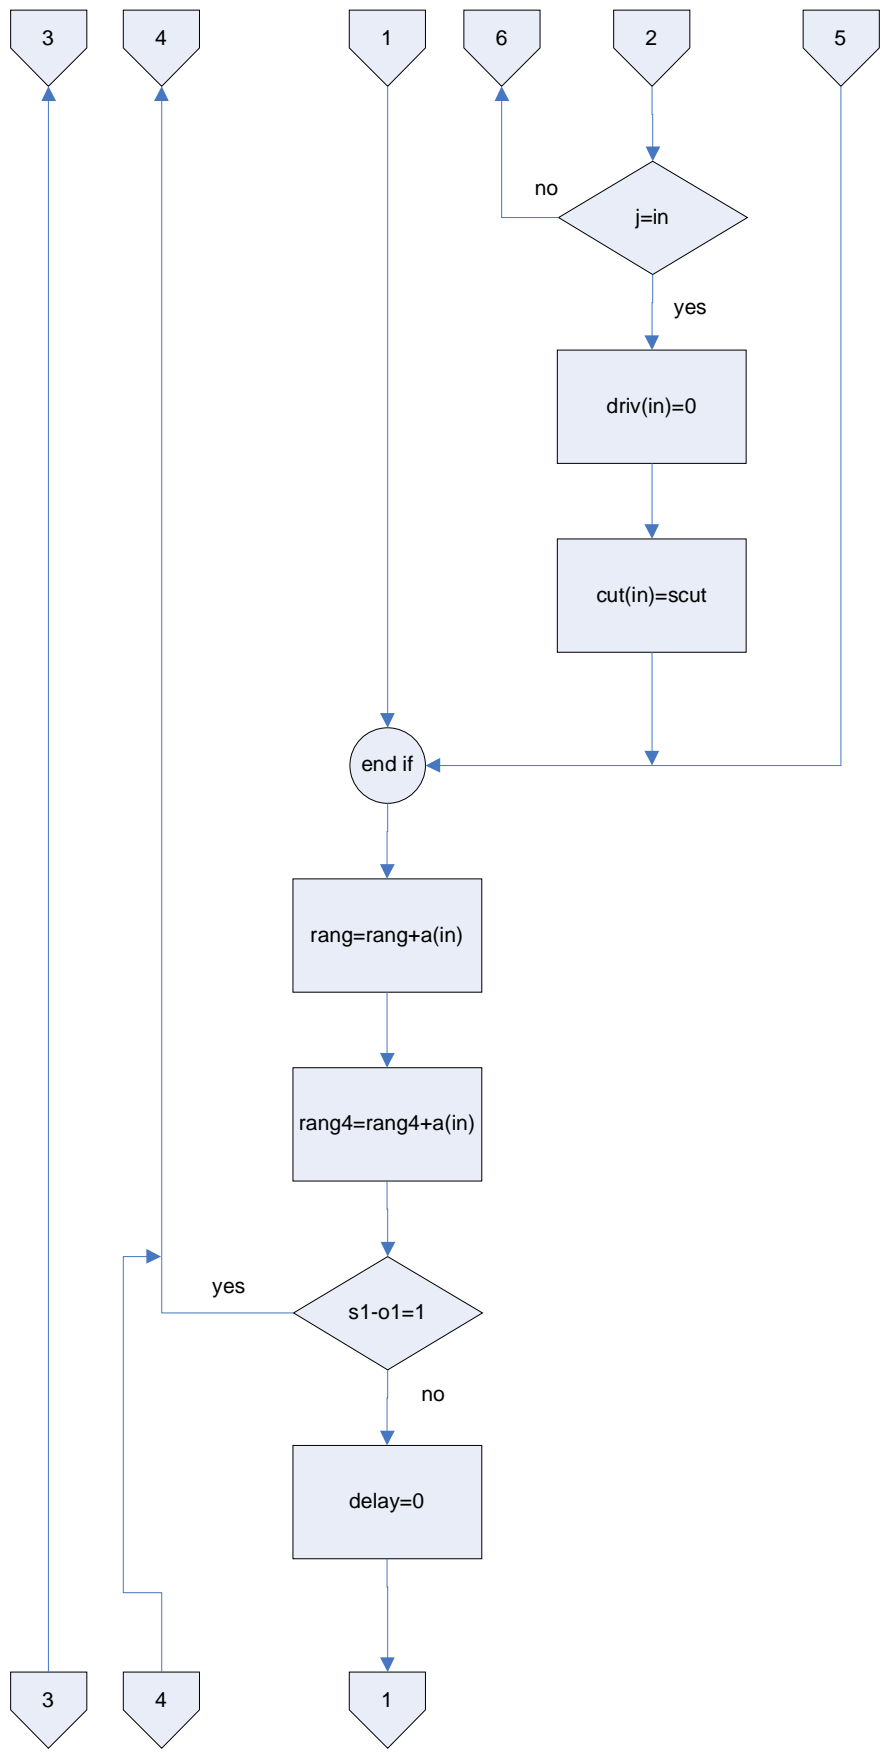 3
4
1
6
2
5
no
j=in
yes
driv(in)=0
cut(in)=scut
end if
rang=rang+a(in)
rang4=rang4+a(in)
yes
s1-o1=1
no
delay=0
3
4
1